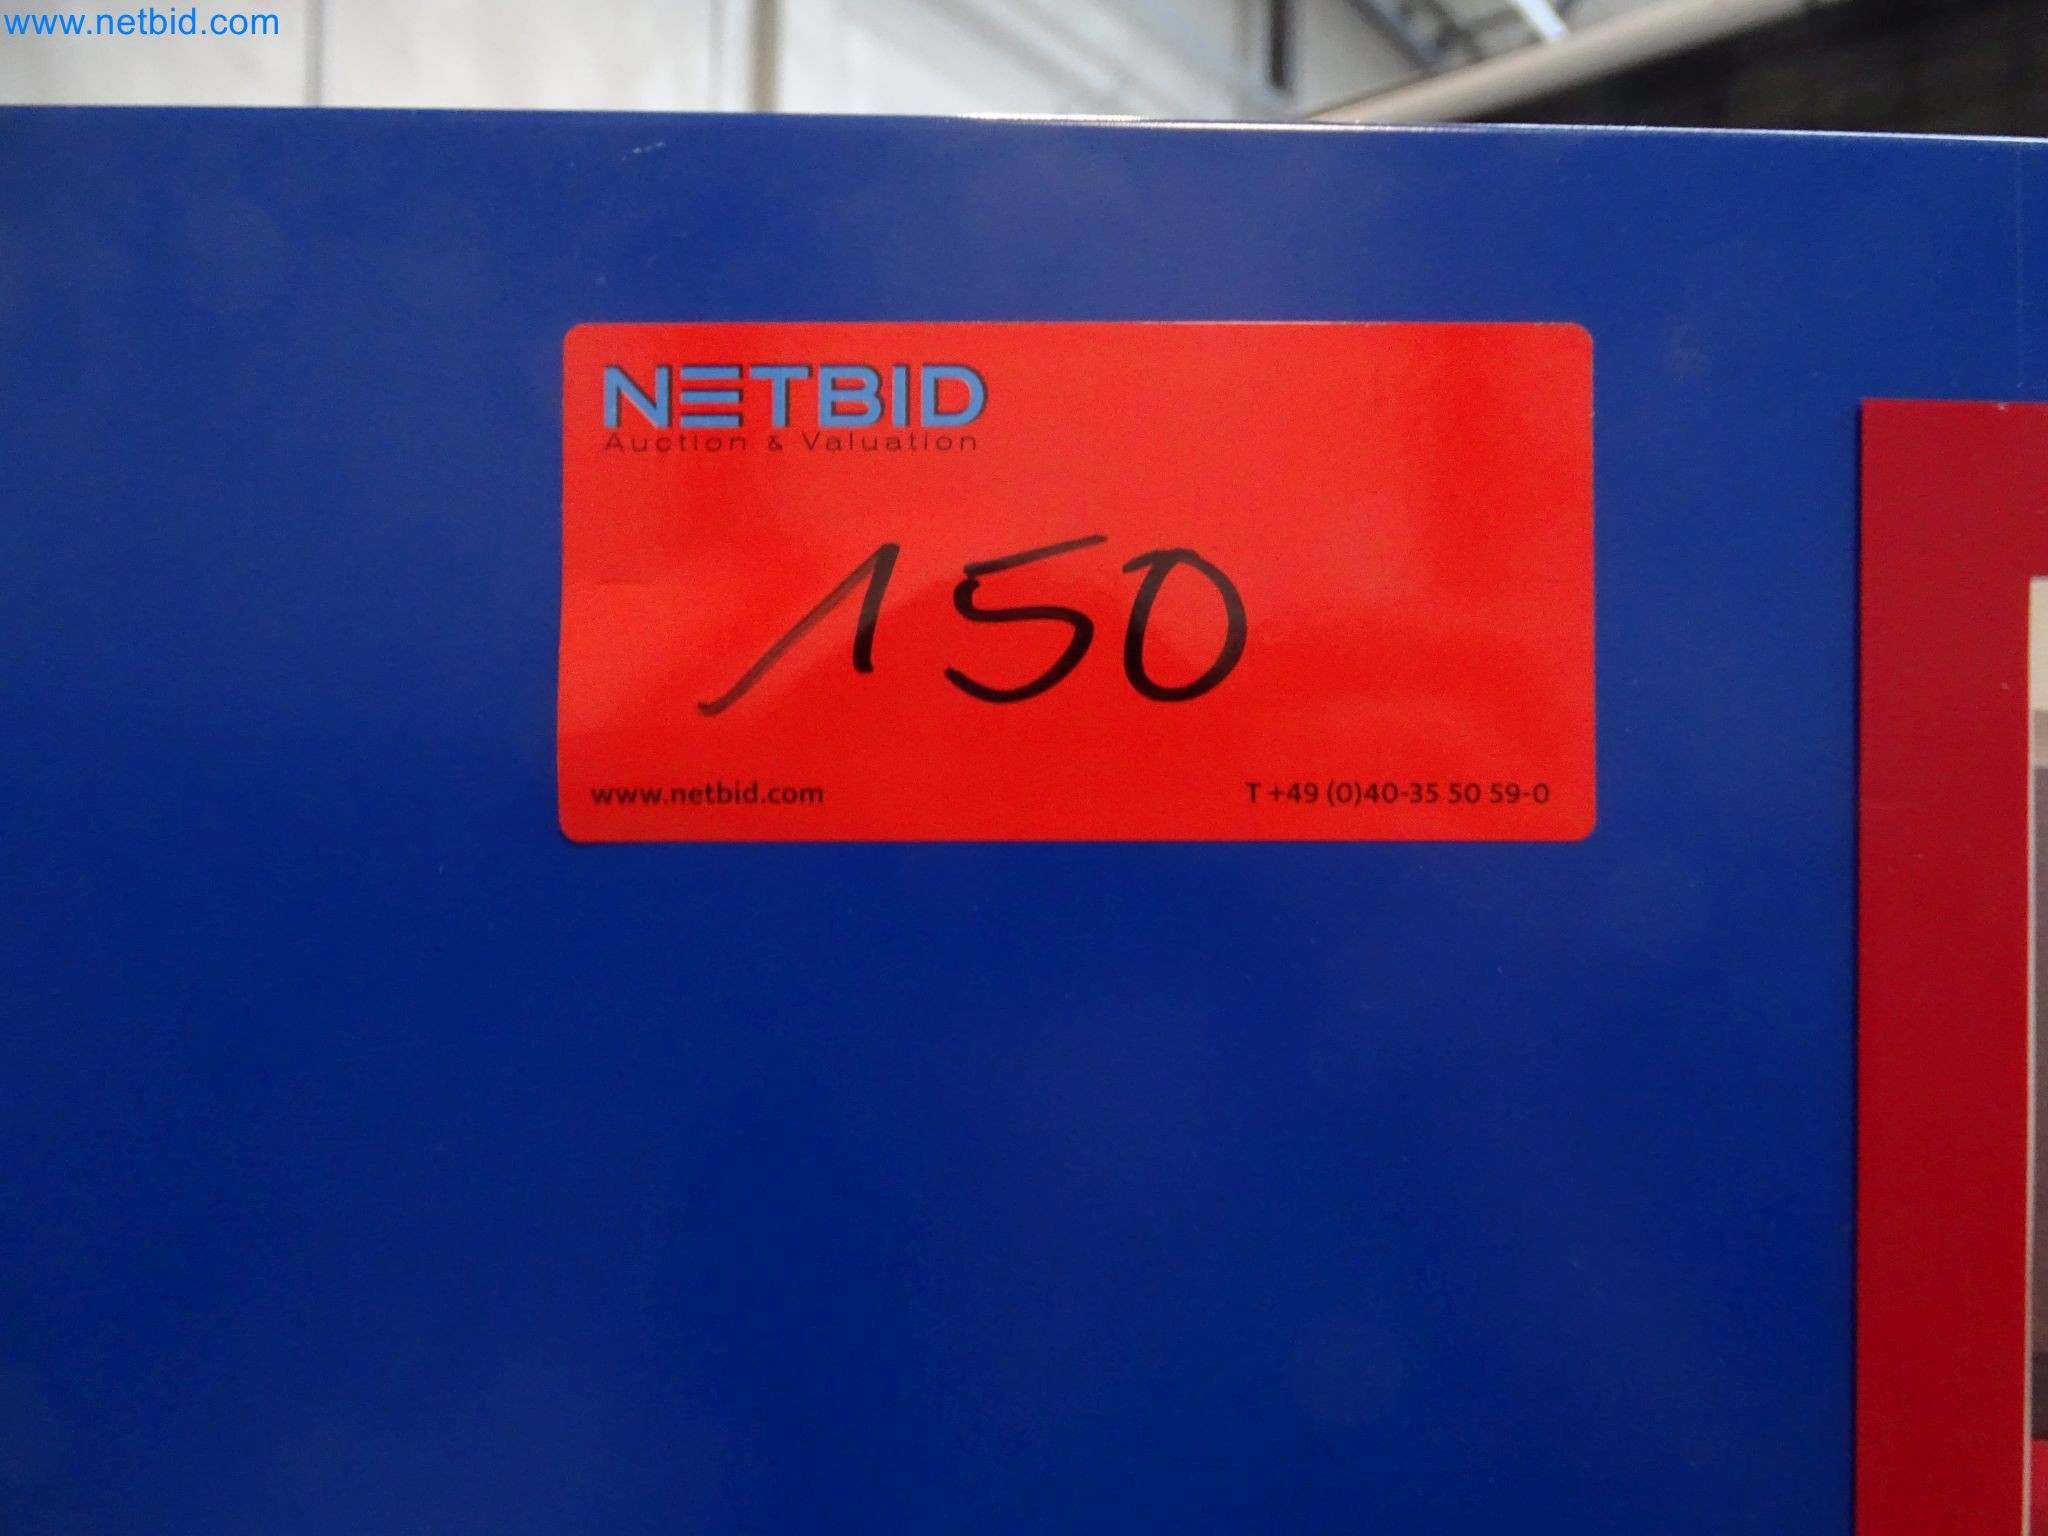 www.netbid.com
NETBID
Auction & Valuation
150
www.netbid.com
T +49 (0)40-35 50 59-0